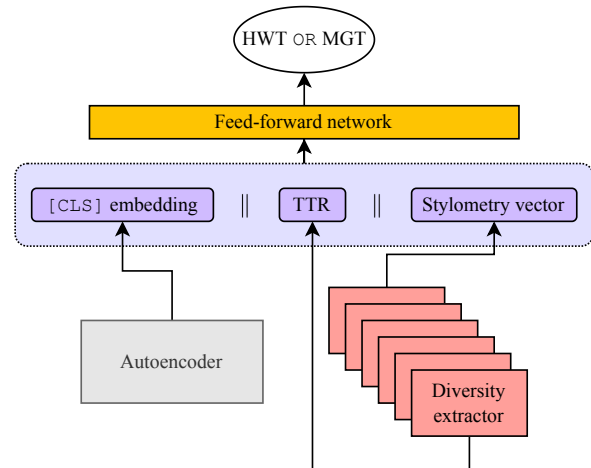 HWT OR MGT
Feed-forward network
[CLS] embedding || TTR || Stylometry vector
Autoencoder
Diversity
extractor